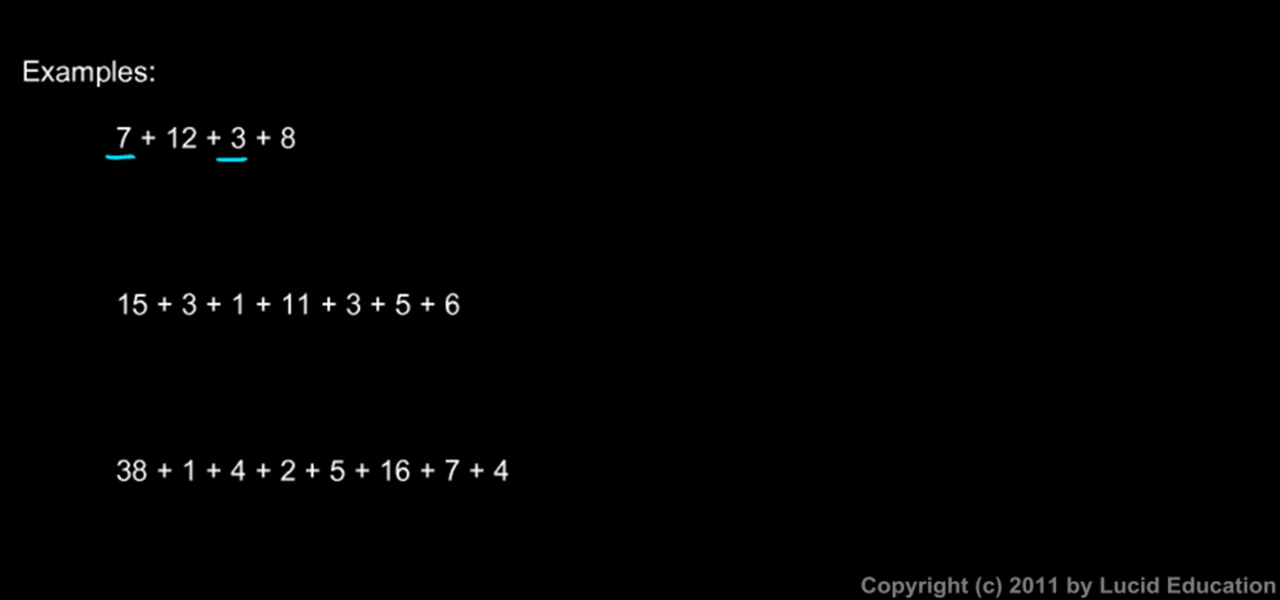 Examples:
7 + 12 + 3 + 8
15 + 3 + 1 + 11 + 3 + 5 + 6
38 + 1 + 4 + 2 + 5 + 16 + 7 + 4
Copyright (c) 2011 by Lucid Education